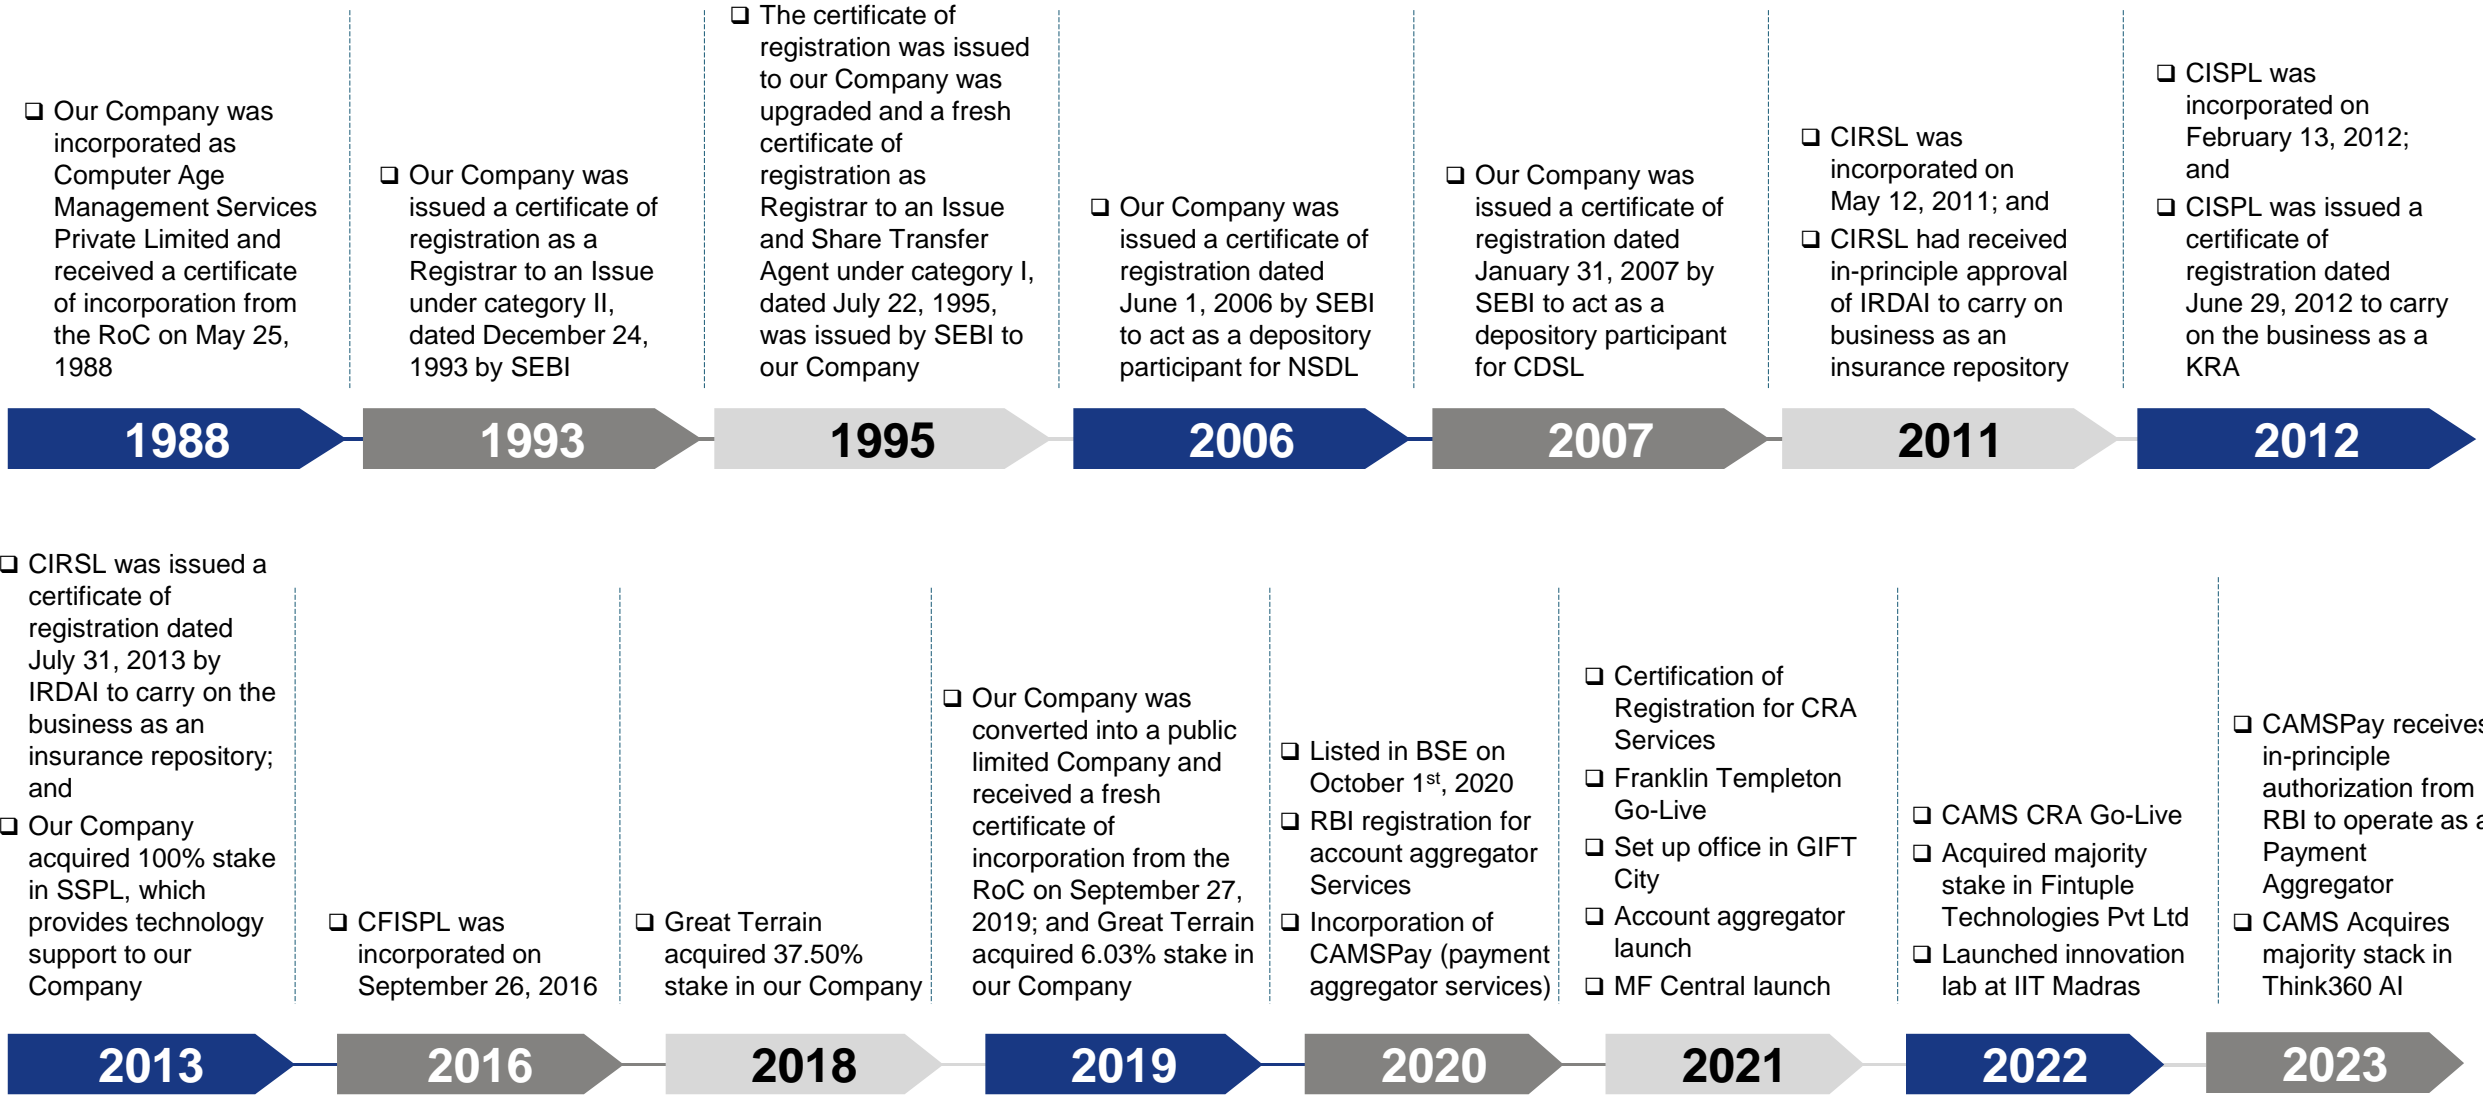 ❑ Our Company was
incorporated as
Computer Age
Management Services
Private Limited and
received a certificate
of incorporation from
the RoC on May 25,
1988
❑ Our Company was
issued a certificate of
registration as a
Registrar to an Issue
under category II,
dated December 24,
1993 by SEBI
❑ The certificate of
registration was issued
to our Company was
upgraded and a fresh
certificate of
registration as
Registrar to an Issue
and Share Transfer
Agent under category I,
dated July 22, 1995,
was issued by SEBI to
our Company
❑ Our Company was
issued a certificate of
registration dated
June 1, 2006 by SEBI
to act as a depository
participant for NSDL
❑ Our Company was
issued a certificate of
registration dated
January 31, 2007 by
SEBI to act as a
depository participant
for CDSL
❑ CIRSL was
incorporated on
May 12, 2011; and
❑ CIRSL had received
in-principle approval
of IRDAI to carry on
business as an
insurance repository
❑ CISPL was
incorporated on
February 13, 2012;
and
❑ CISPL was issued a
certificate of
registration dated
June 29, 2012 to carry
on the business as a
KRA
1988
1993
1995
2006
2007
2011
2012
❑ CIRSL was issued a
certificate of
registration dated
July 31, 2013 by
IRDAI to carry on the
business as an
insurance repository;
and
❑ Our Company
acquired 100% stake
in SSPL, which
provides technology
support to our
Company
❑ CFISPL was
incorporated on
September 26, 2016
❑ Great Terrain
acquired 37.50%
stake in our Company
❑ Our Company was
converted into a public
limited Company and
received a fresh
certificate of
incorporation from the
RoC on September 27,
2019; and Great Terrain
acquired 6.03% stake in
our Company
❑ Listed in BSE on
October 1st, 2020
❑ RBI registration for
account aggregator
Services
❑ Incorporation of
CAMSPay (payment
aggregator services)
❑ Certification of
Registration for CRA
Services
❑ Franklin Templeton
Go-Live
❑ Set up office in GIFT
City
❑ Account aggregator
launch
❑ MF Central launch
❑ CAMS CRA Go-Live
❑ Acquired majority
stake in Fintuple
Technologies Pvt Ltd
❑ Launched innovation
lab at IIT Madras
❑ CAMSPay receives
in-principle
authorization from
RBI to operate as a
Payment
Aggregator
❑ CAMS Acquires
majority stack in
Think360 AI
2013
2016
2018
2019
2020
2021
2022
2023